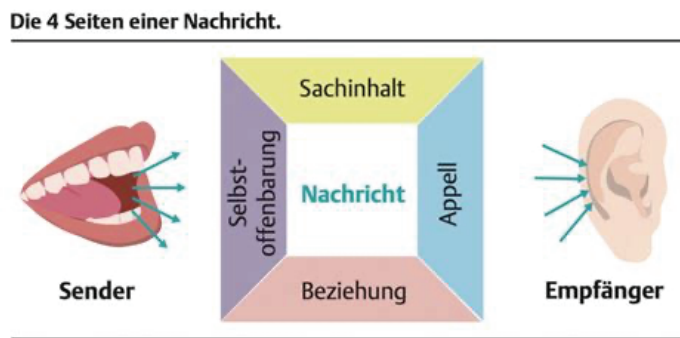 Die 4 Seiten einer Nachricht.
Sachinhalt
Selbst-
offenbarung
Nachricht
Appell
Beziehung
Sender
Empfänger